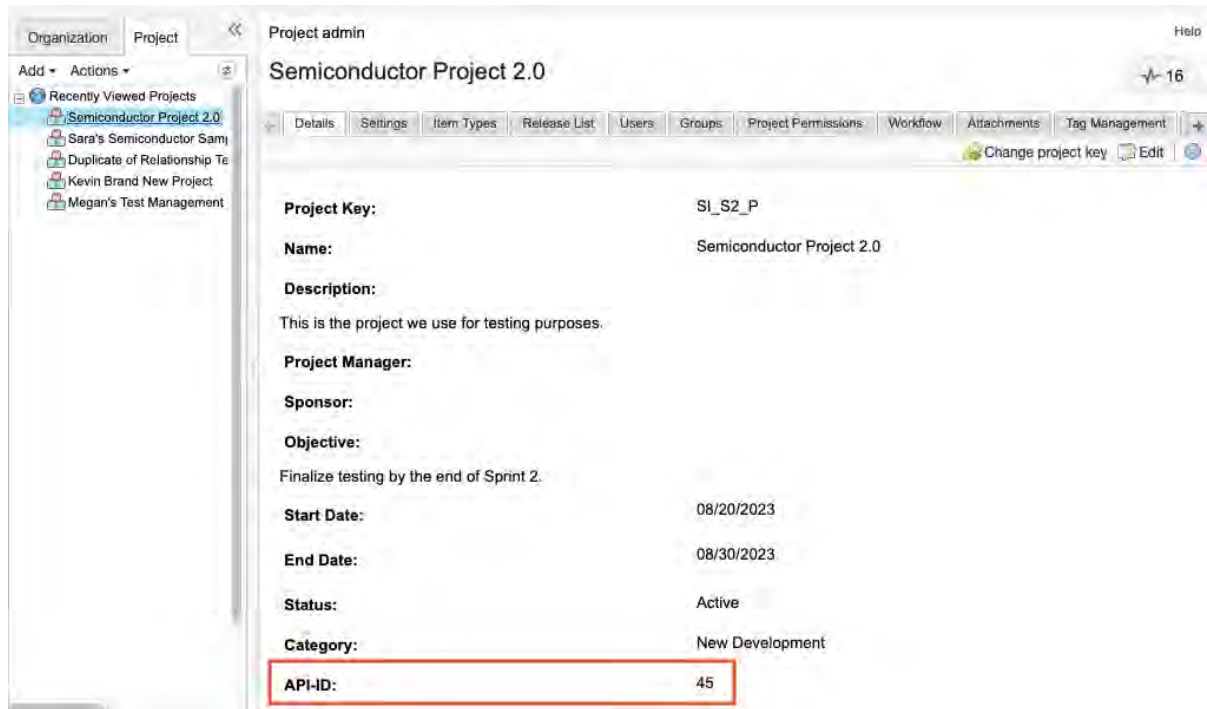 Organization Project
Add Actions
Recently Viewed Projects
Semiconductor Project 2.0
Sara's Semiconductor Samp
Duplicate of Relationship Te
Kevin Brand New Project
Megan's Test Management
Project admin Help
Semiconductor Project 2.0 16
Details Settings Item Types Release List Users Groups Project Permissions Workflow Attachments Tag Management
Change project key Edit
Project Key: SI_S2_P
Name: Semiconductor Project 2.0
Description:
This is the project we use for testing purposes.
Project Manager:
Sponsor:
Objective:
Finalize testing by the end of Sprint 2.
Start Date: 08/20/2023
End Date: 08/30/2023
Status: Active
Category: New Development
API-ID: 45